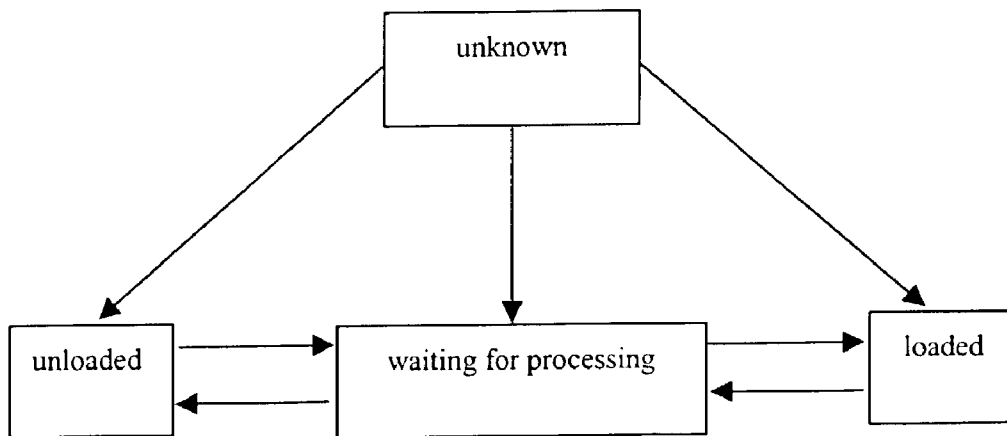 unknown
unloaded
waiting for processing
loaded